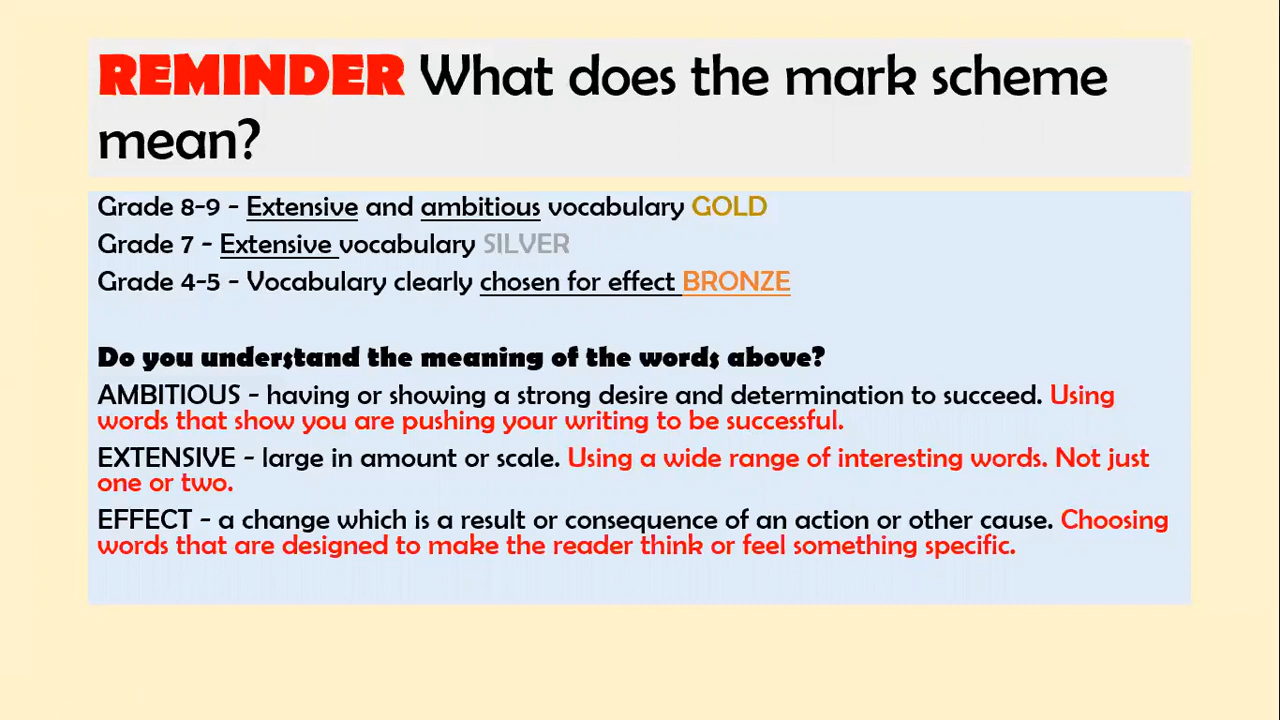 REMINDER What does the mark scheme
mean?
Grade 8-9 - Extensive and ambitious vocabulary GOLD
Grade 7 - Extensive vocabulary SILVER
Grade 4-5 - Vocabulary clearly chosen for effect BRONZE
Do you understand the meaning of the words above?
AMBITIOUS - having or showing a strong desire and determination to succeed. Using
words that show you are pushing your writing to be successful.
EXTENSIVE - large in amount or scale. Using a wide range of interesting words. Not just
one or two.
EFFECT - a change which is a result or consequence of an action or other cause. Choosing
words that are designed to make the reader think or feel something specific.